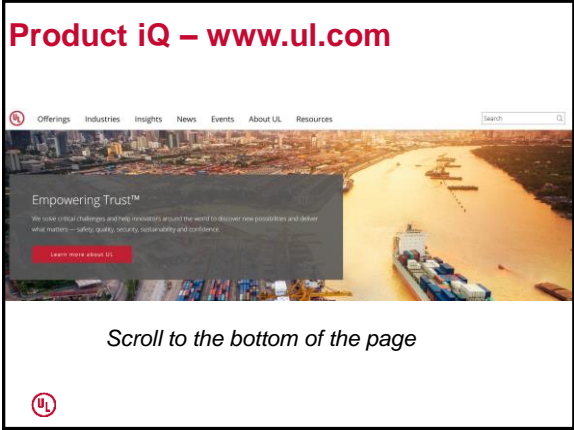 Product iQ – www.ul.com
UL Offerings Industries Insights News Events About UL Resources Search
Empowering Trust™
We solve critical challenges and help innovators around the world to discover new possibilities and deliver
what matters — safety, quality, security, sustainability and confidence.
Learn more about UL
Scroll to the bottom of the page
UL